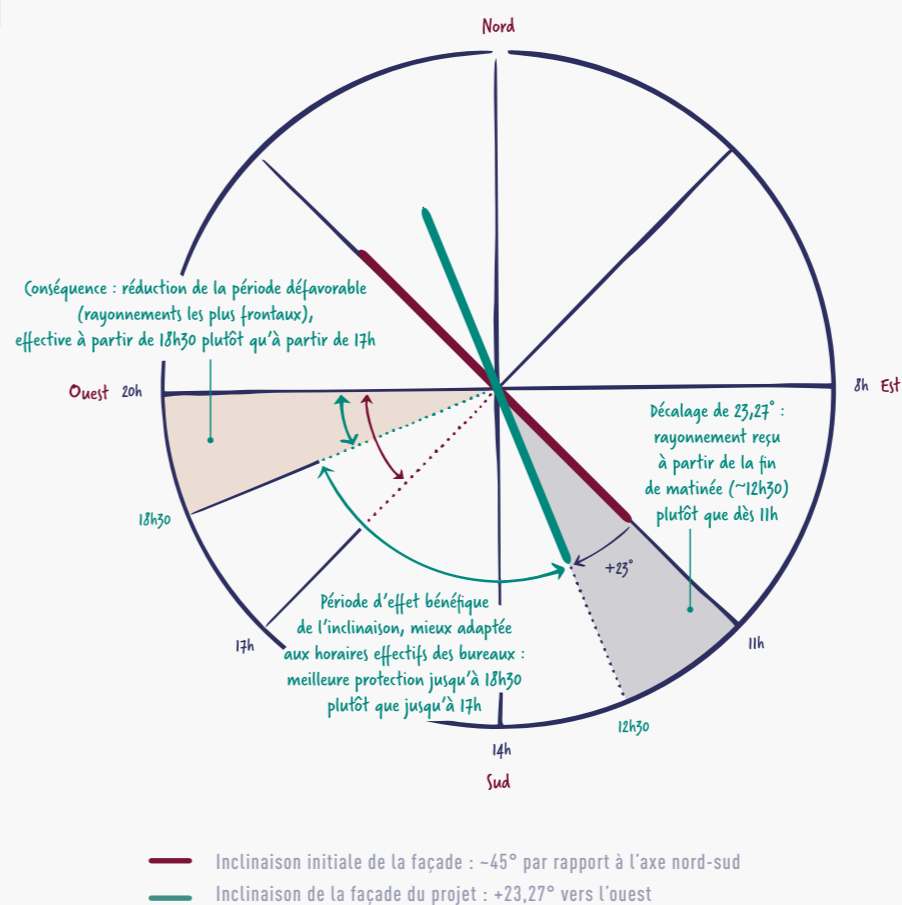 Nord
Conséquence : réduction de la période défavorable
(rayonnements les plus frontaux),
effective à partir de 18h30 plutôt qu'à partir de 17h
Ouest 20h
8h Est
Décalage de 23,27° :
rayonnement reçu
à partir de la fin
de matinée (~12h30)
plutôt que dès 11h
18h30
+23°
Période d'effet bénéfique
de l'inclinaison, mieux adaptée
aux horaires effectifs des bureaux :
meilleure protection jusqu'à 18h30
plutôt que jusqu'à 17h
17h
11h
12h30
14h
Sud
Inclinaison initiale de la façade : ~45° par rapport à l'axe nord-sud
Inclinaison de la façade du projet : +23,27° vers l'ouest